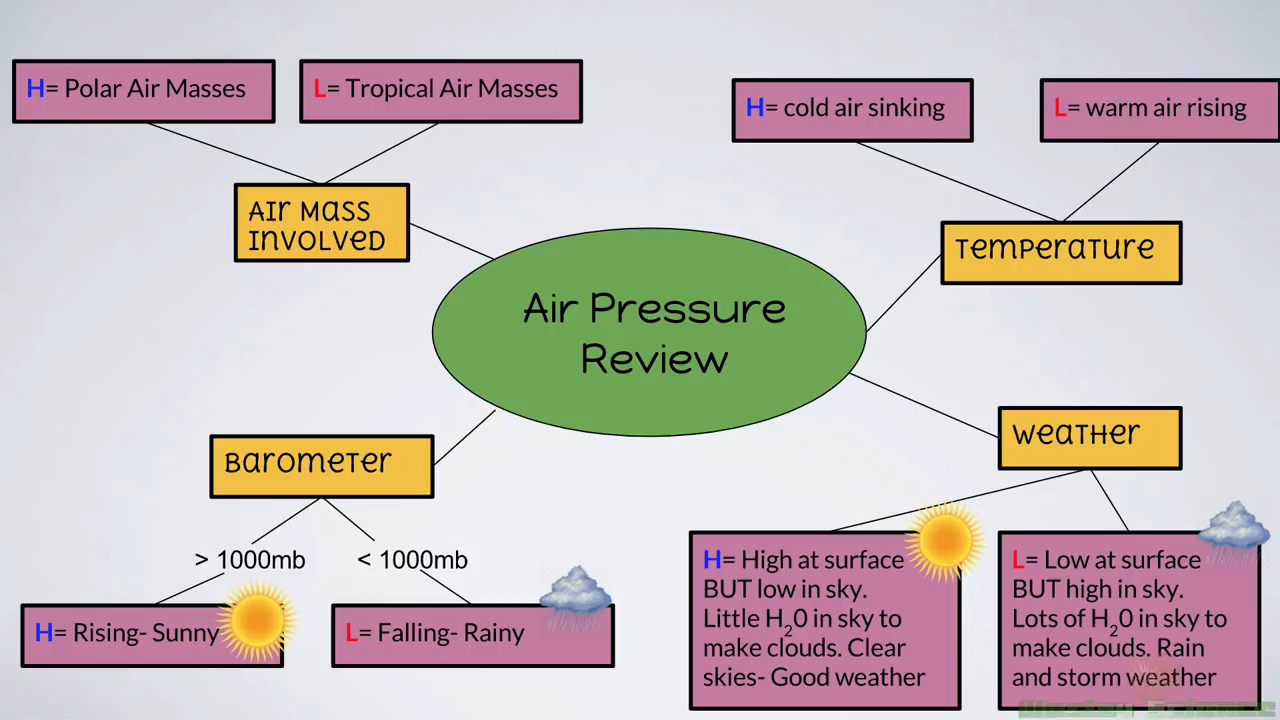 H= Polar Air Masses
L= Tropical Air Masses
H= cold air sinking
L= warm air rising
Air Mass
Involved
Temperature
Air Pressure
Review
Barometer
Weather
> 1000mb
< 1000mb
H= Rising- Sunny
L= Falling- Rainy
H= High at surface
BUT low in sky.
Little H20 in sky to
make clouds. Clear
skies- Good weather
L= Low at surface
BUT high in sky.
Lots of H20 in sky to
make clouds. Rain
and storm weather